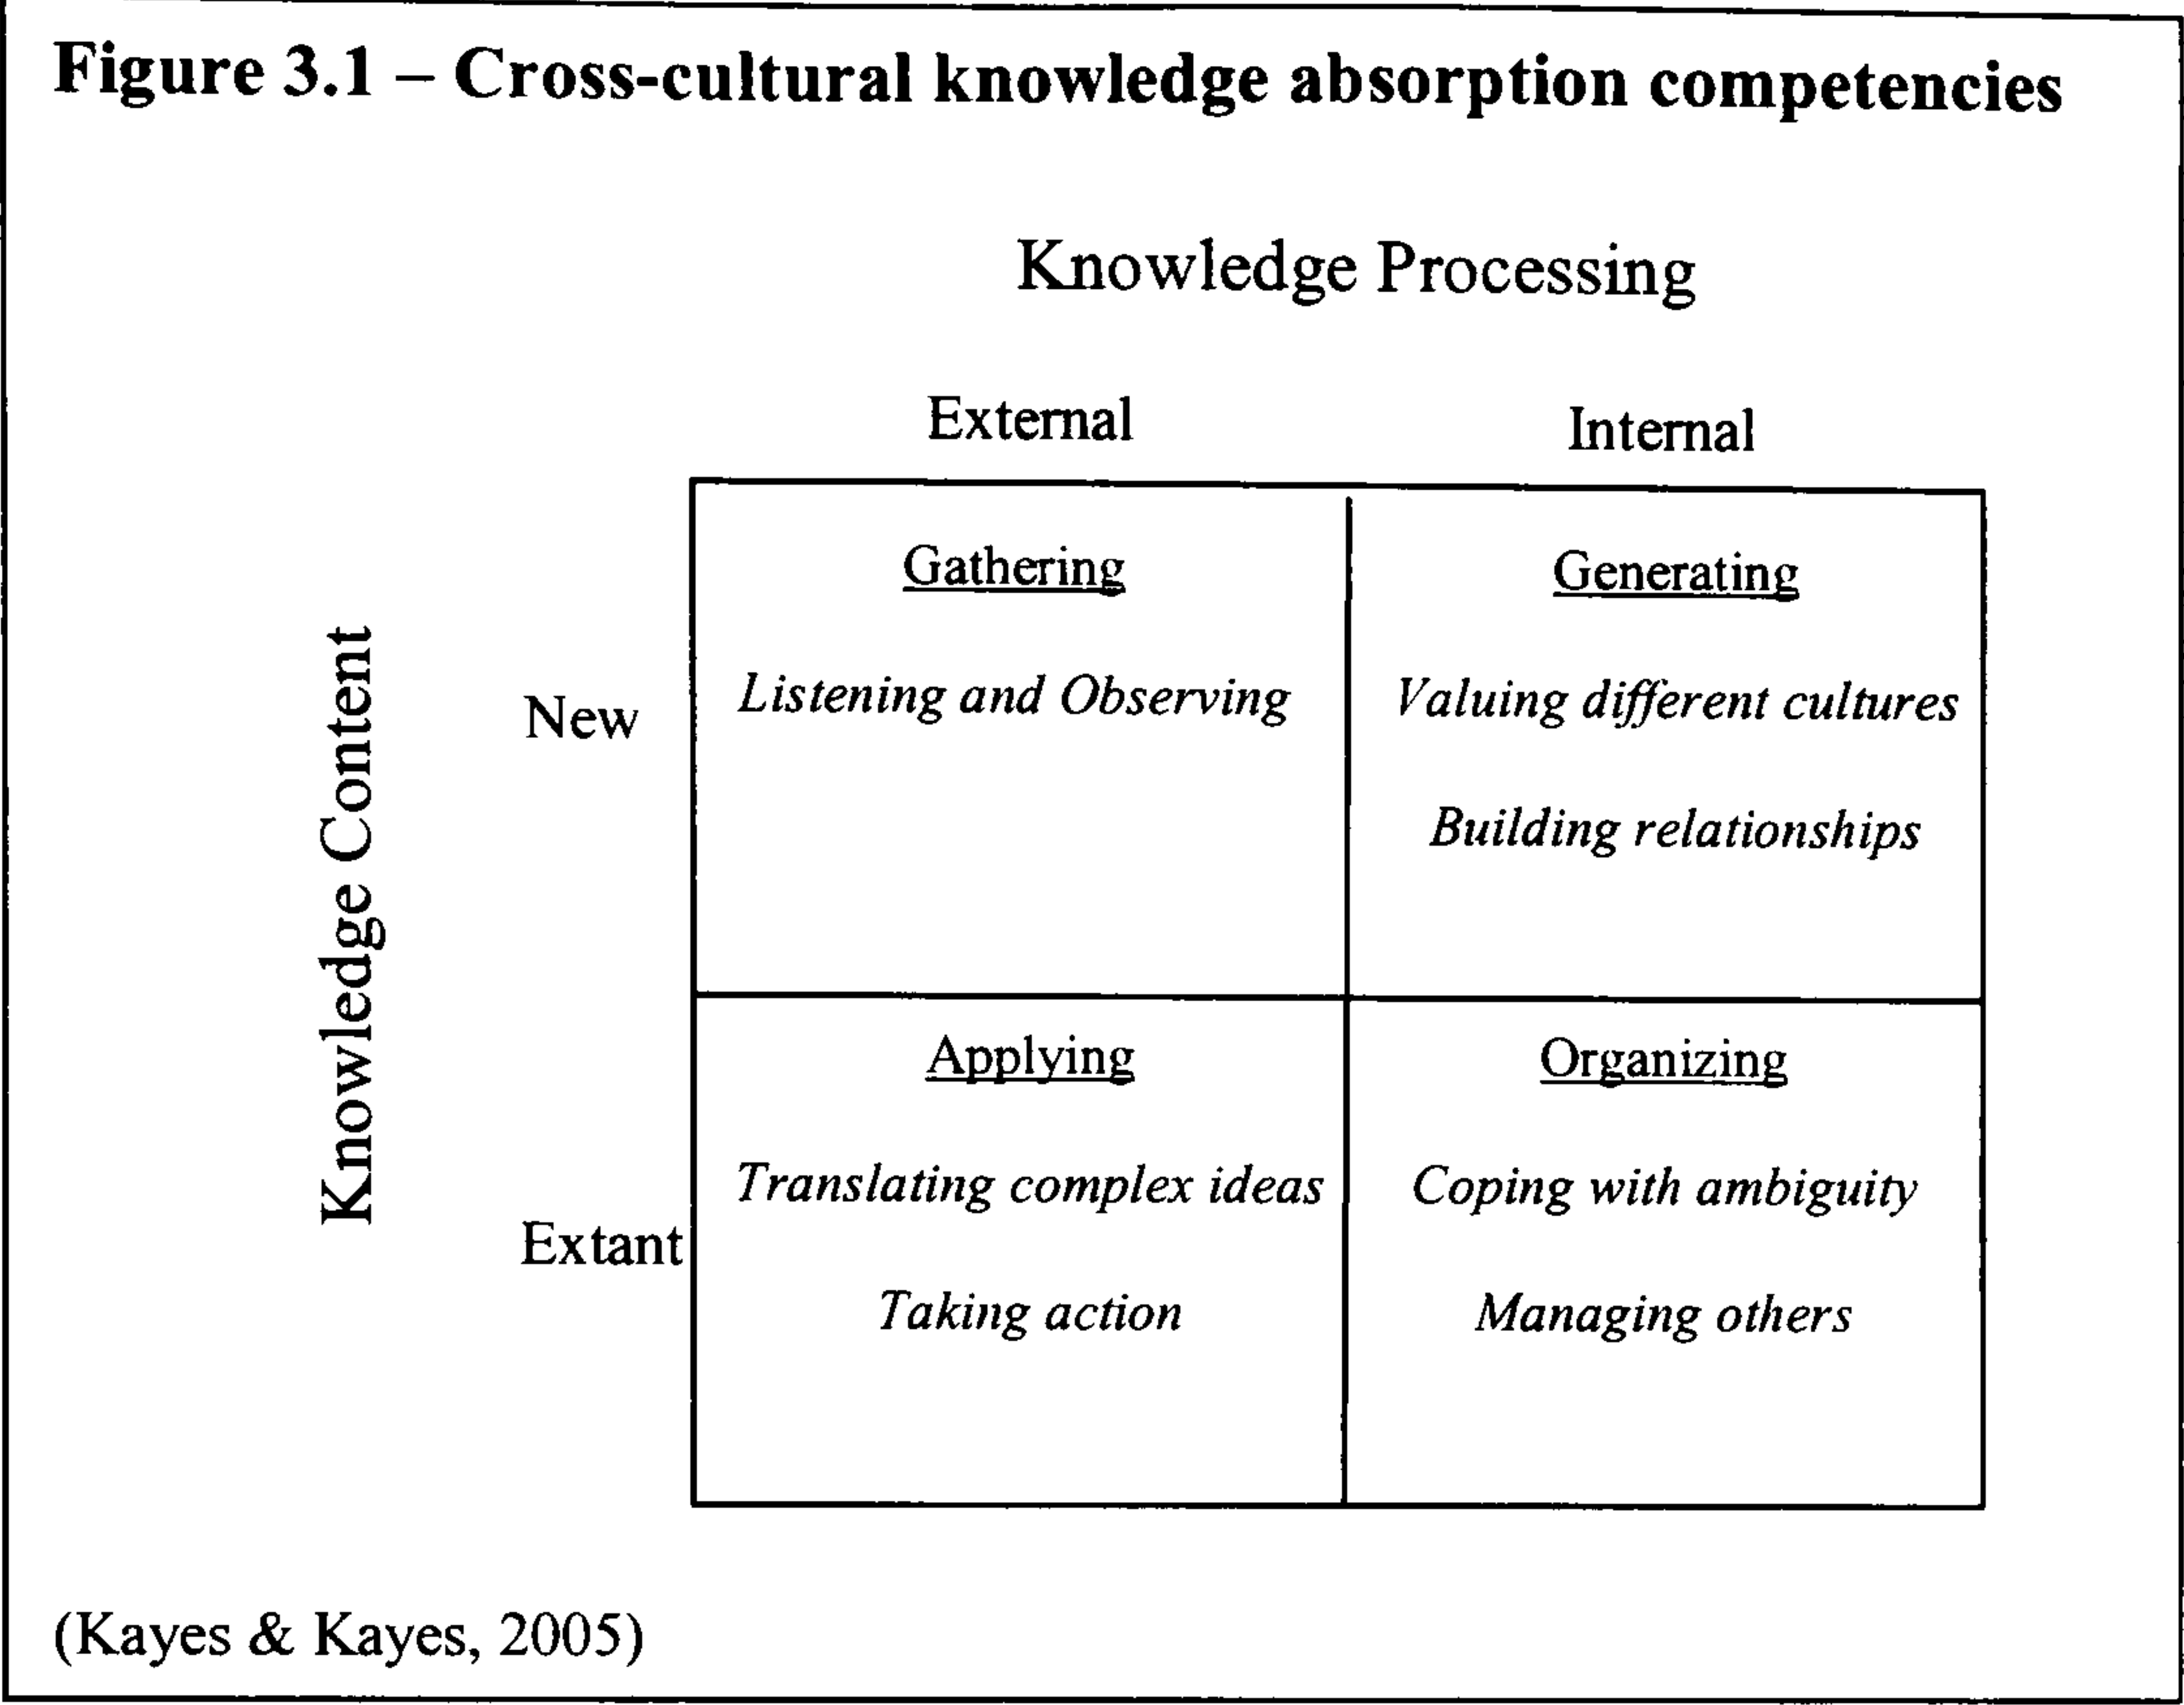 Figure 3.1 – Cross-cultural knowledge absorption competencies
Knowledge Processing
External Internal
Knowledge Content
New
Gathering
Listening and Observing
Generating
Valuing different cultures
Building relationships
Extant
Applying
Translating complex ideas
Taking action
Organizing
Coping with ambiguity
Managing others
(Kayes & Kayes, 2005)